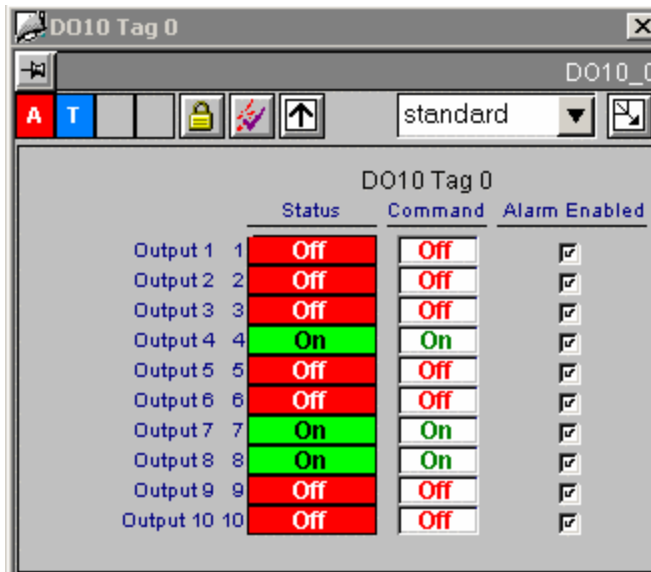 DO10 Tag 0
DO10_0
A T standard
DO10 Tag 0
Status Command Alarm Enabled
Output 1 1 Off Off
Output 2 2 Off Off
Output 3 3 Off Off
Output 4 4 On On
Output 5 5 Off Off
Output 6 6 Off Off
Output 7 7 On On
Output 8 8 On On
Output 9 9 Off Off
Output 10 10 Off Off